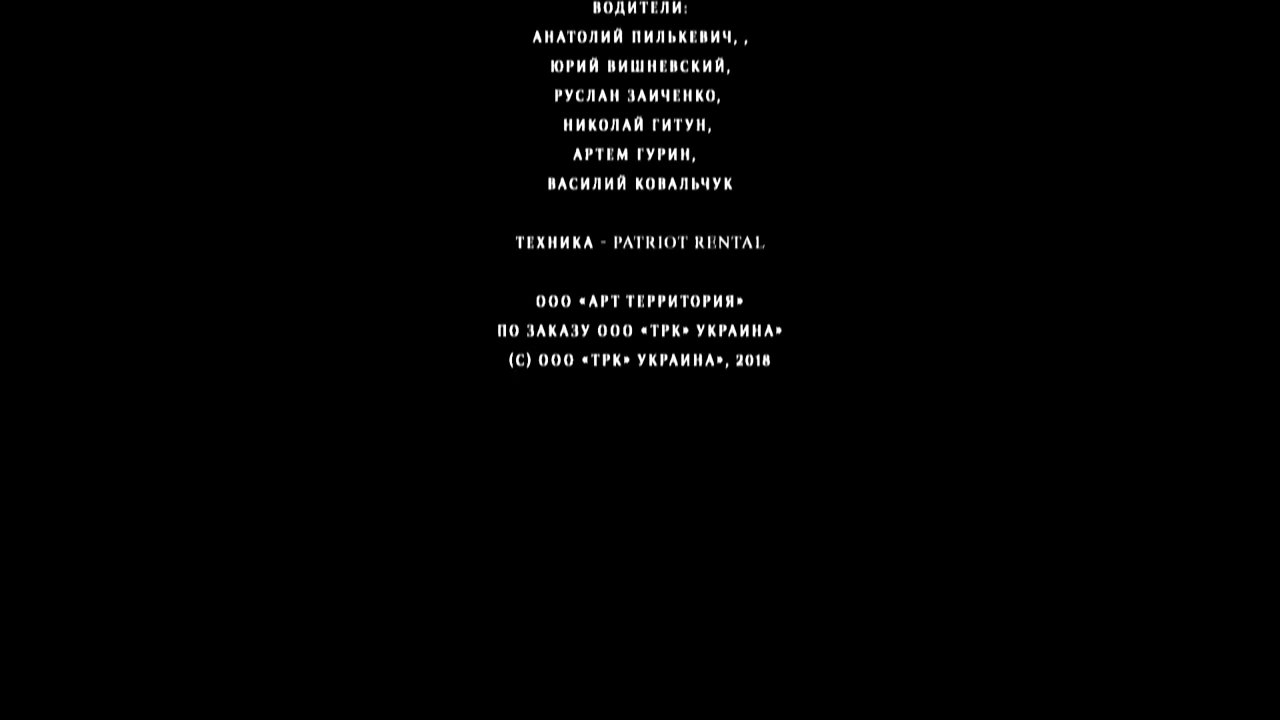 ВОДИТЕЛИ:
АНАТОЛИЙ ПИЛЬКЕВИЧ, ,
ЮРИЙ ВИШНЕВСКИЙ,
РУСЛАН ЗАИЧЕНКО,
НИКОЛАЙ ГИТУН,
АРТЕМ ГУРИН,
ВАСИЛИЙ КОВАЛЬЧУК
ТЕХНИКА - PATRIOT RENTAL
ООО «АРТ ТЕРРИТОРИЯ»
ПО ЗАКАЗУ ООО «ТРК» УКРАИНА»
(С) ООО «ТРК» УКРАИНА», 2018